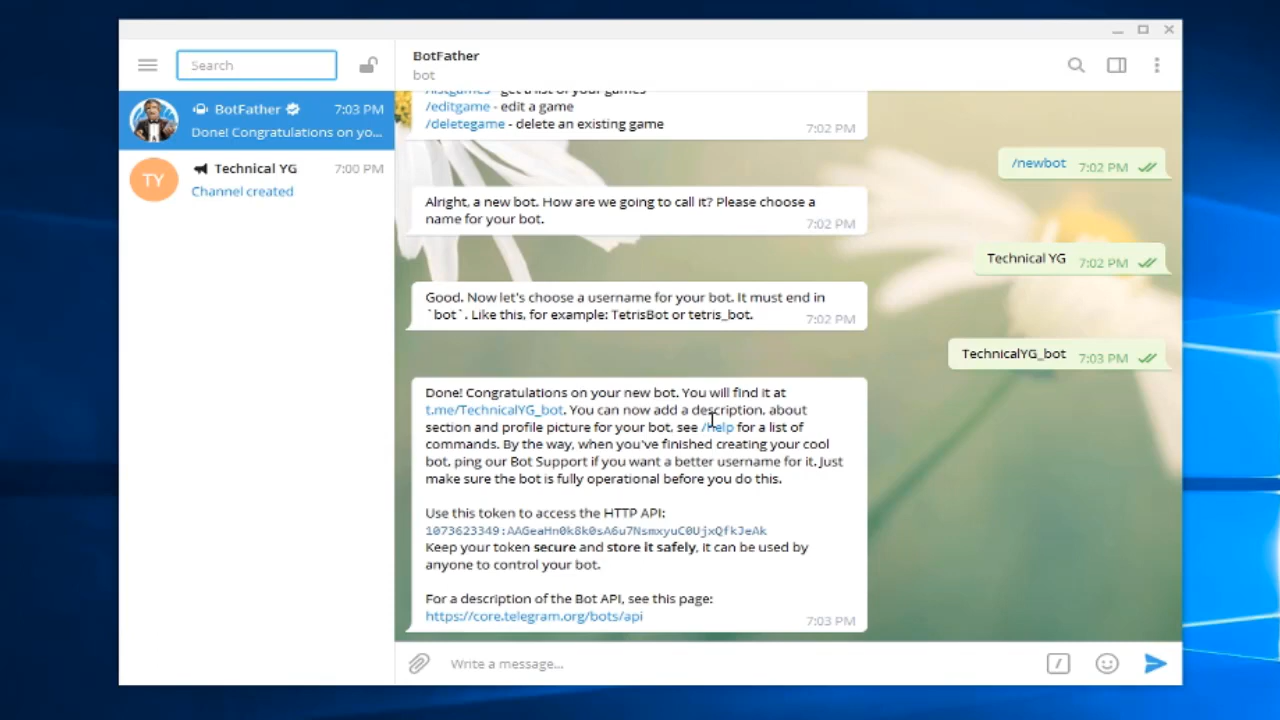 Search
BotFather
bot
BotFather 7:03 PM
Done! Congratulations on yo...
TY Technical YG 7:00 PM
Channel created
/listgames - get a list of your games
/editgame - edit a game
/deletegame - delete an existing game
7:02 PM
/newbot 7:02 PM
Alright, a new bot. How are we going to call it? Please choose a
name for your bot.
7:02 PM
Technical YG 7:02 PM
Good. Now let's choose a username for your bot. It must end in
`bot`. Like this, for example: TetrisBot or tetris_bot.
7:02 PM
TechnicalYG_bot 7:03 PM
Done! Congratulations on your new bot. You will find it at
t.me/TechnicalYG_bot. You can now add a description, about
section and profile picture for your bot, see /help for a list of
commands. By the way, when you've finished creating your cool
bot, ping our Bot Support if you want a better username for it. Just
make sure the bot is fully operational before you do this.
Use this token to access the HTTP API:
1073623349:AAGeaHn0k8k0sA6u7NsmxyuC0UjxQfkJeAk
Keep your token secure and store it safely, it can be used by
anyone to control your bot.
For a description of the Bot API, see this page:
https://core.telegram.org/bots/api
7:03 PM
Write a message...